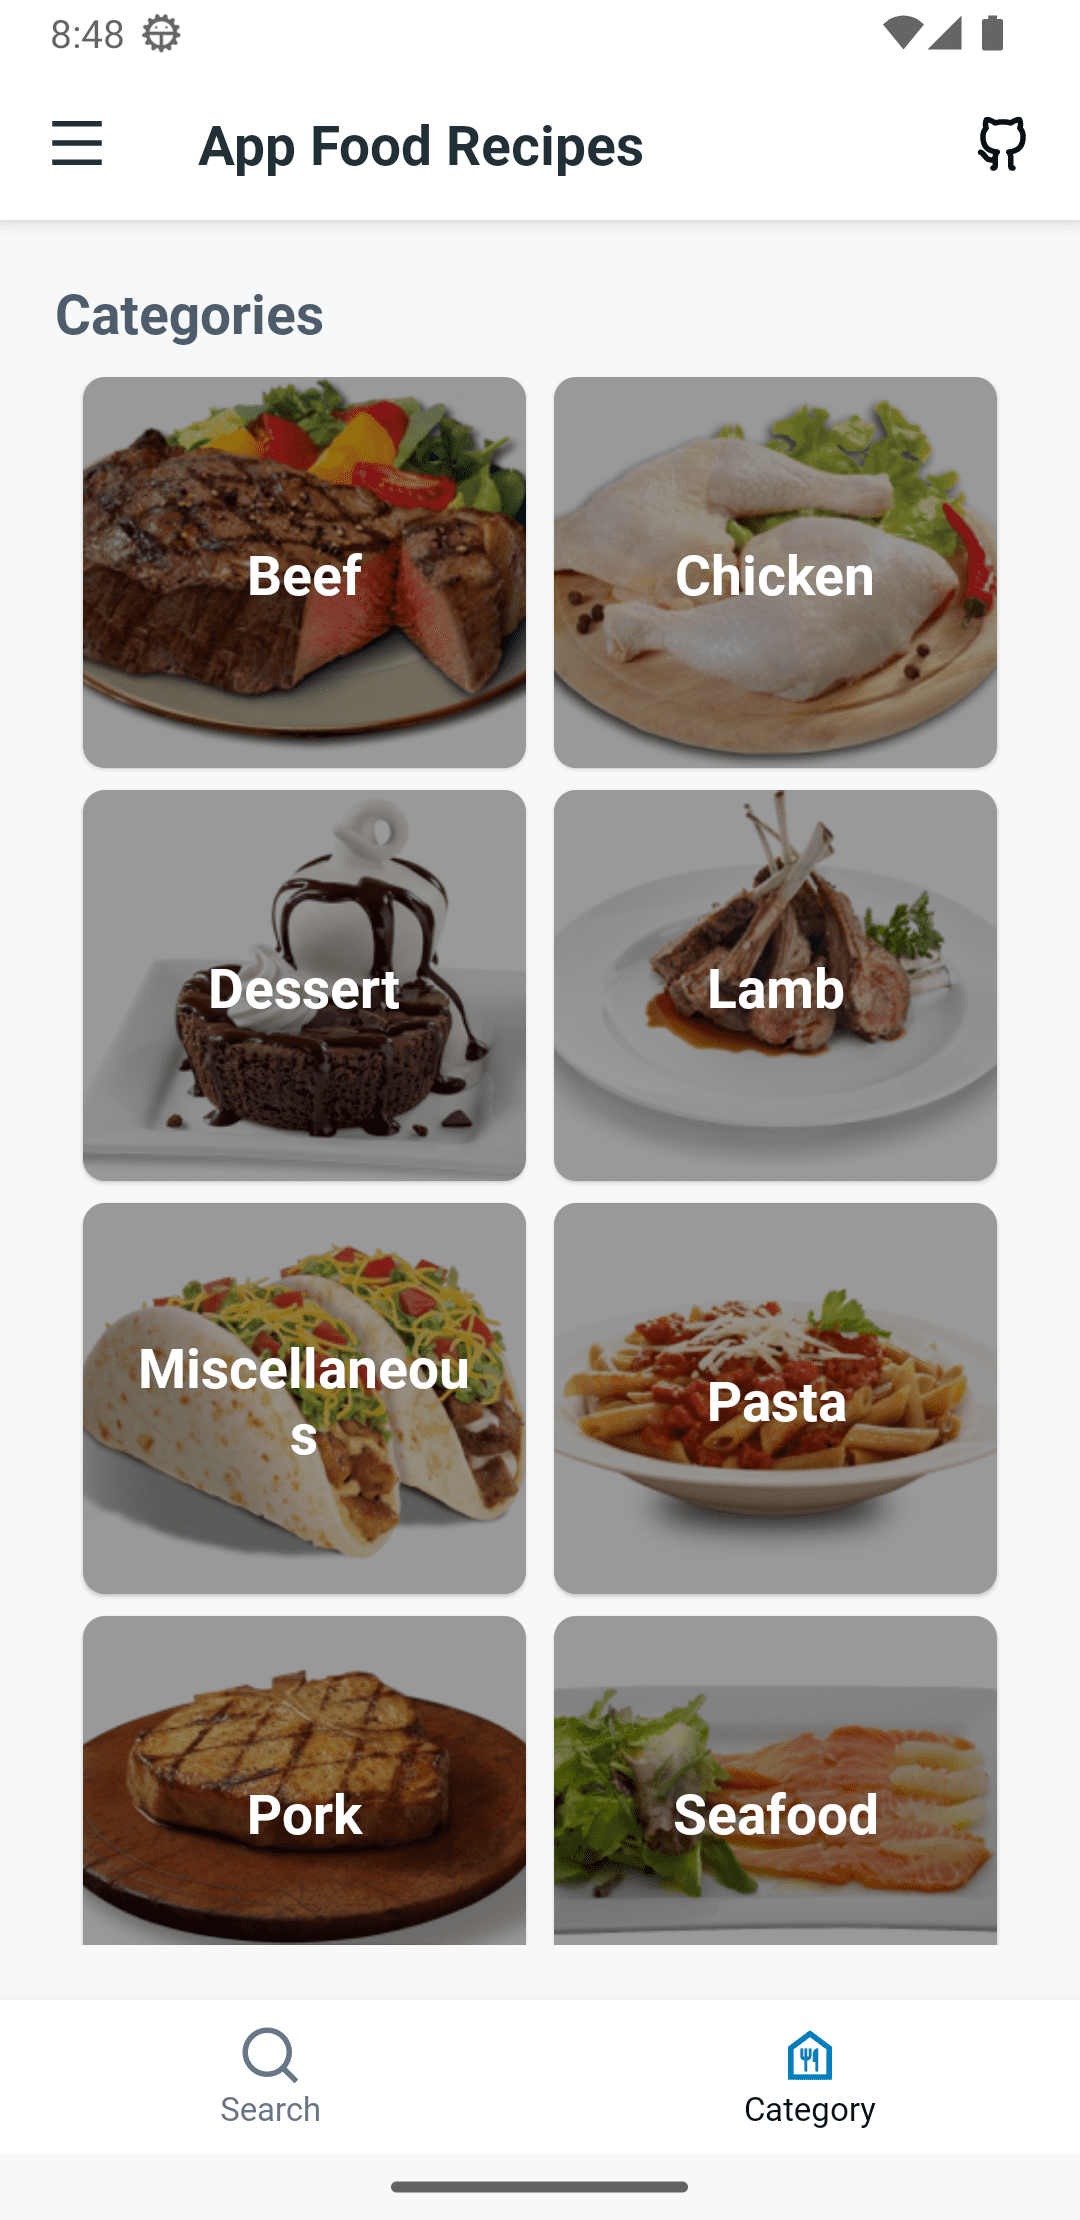 8:48
App Food Recipes
Categories
Beef
Chicken
Dessert
Lamb
Miscellaneou
s
Pasta
Pork
Seafood
Search
Category